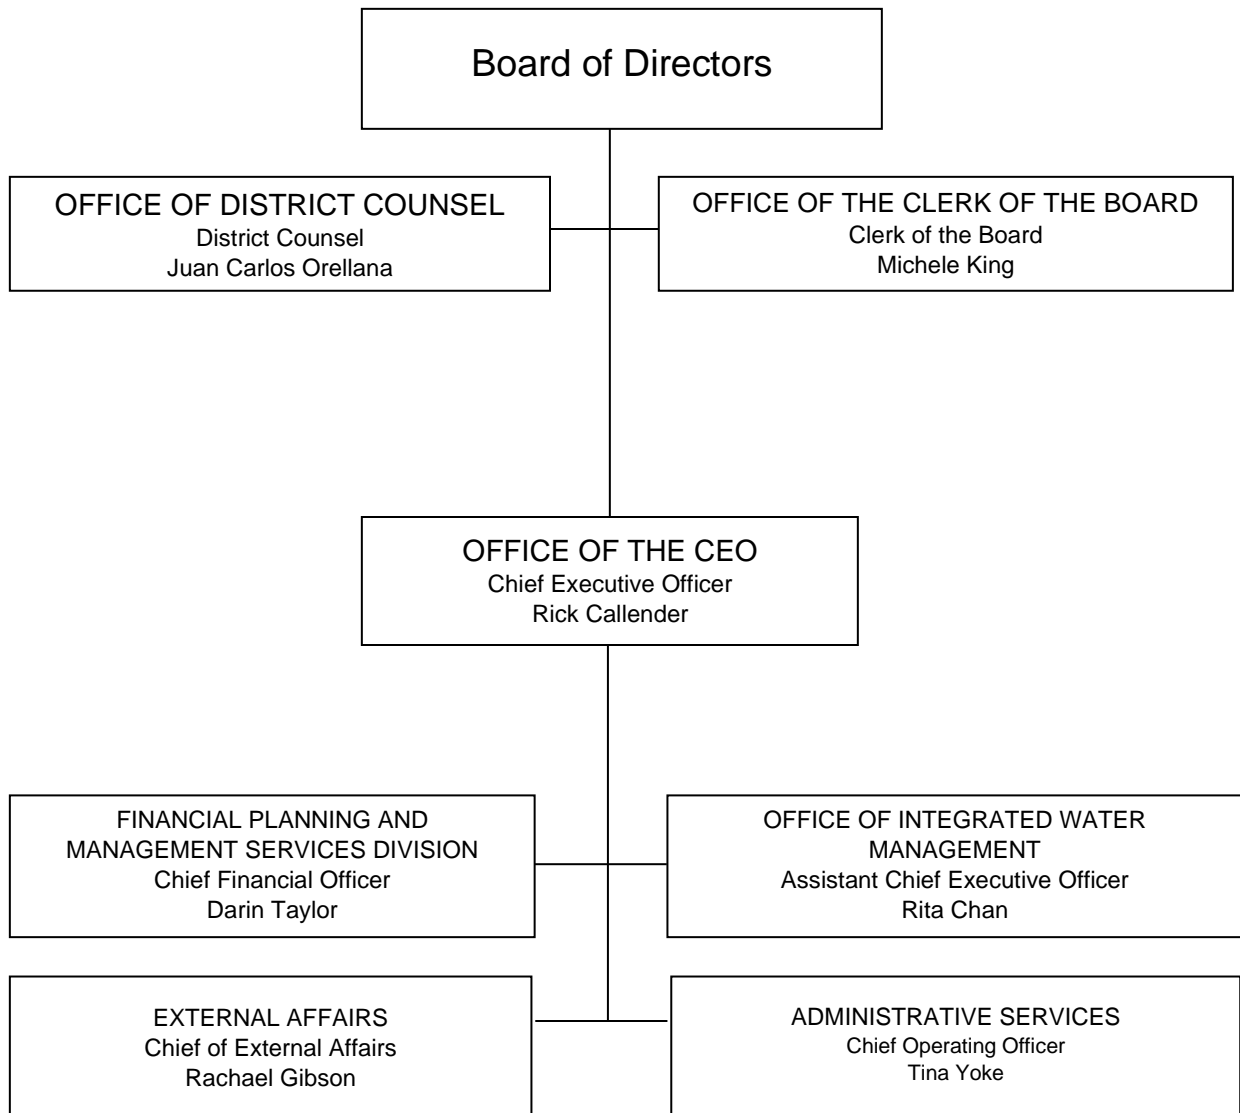 Board of Directors
OFFICE OF DISTRICT COUNSEL
District Counsel
Juan Carlos Orellana
OFFICE OF THE CLERK OF THE BOARD
Clerk of the Board
Michele King
OFFICE OF THE CEO
Chief Executive Officer
Rick Callender
FINANCIAL PLANNING AND
MANAGEMENT SERVICES DIVISION
Chief Financial Officer
Darin Taylor
OFFICE OF INTEGRATED WATER
MANAGEMENT
Assistant Chief Executive Officer
Rita Chan
EXTERNAL AFFAIRS
Chief of External Affairs
Rachael Gibson
ADMINISTRATIVE SERVICES
Chief Operating Officer
Tina Yoke